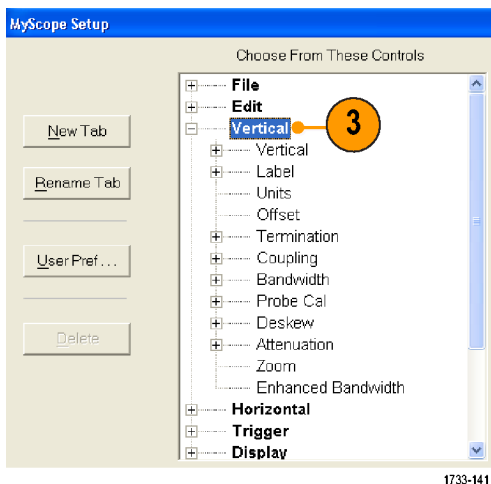 MyScope Setup
Choose From These Controls
File
Edit
Vertical
3
Vertical
Label
Units
Offset
Termination
Coupling
Bandwidth
Probe Cal
Deskew
Attenuation
Zoom
Enhanced Bandwidth
Horizontal
Trigger
Display
New Tab
Rename Tab
User Pref...
Delete
1733-141